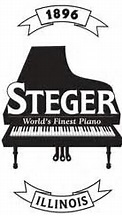 1896
STEGER
World's Finest Piano
ILLINOIS